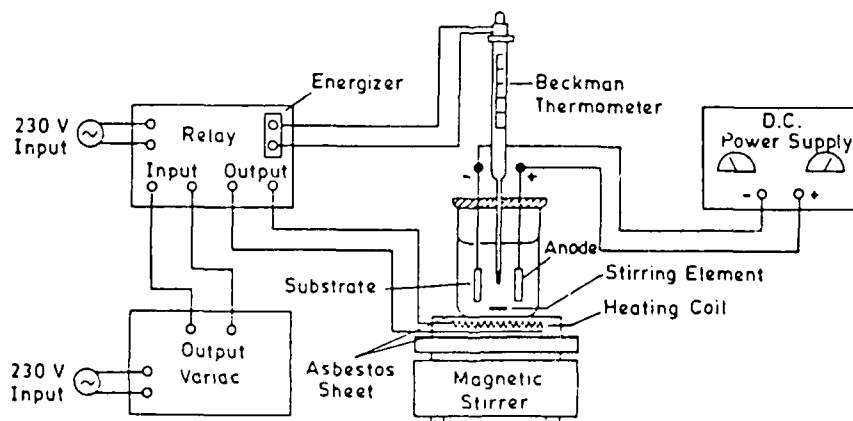 Energizer
Beckman
Thermometer
230 V
Input
Relay
Input Output
D.C.
Power Supply
- +
- +
Anode
Substrate
Stirring Element
Heating Coil
Output
Variac
230 V
Input
Asbestos
Sheet
Magnetic
Stirrer